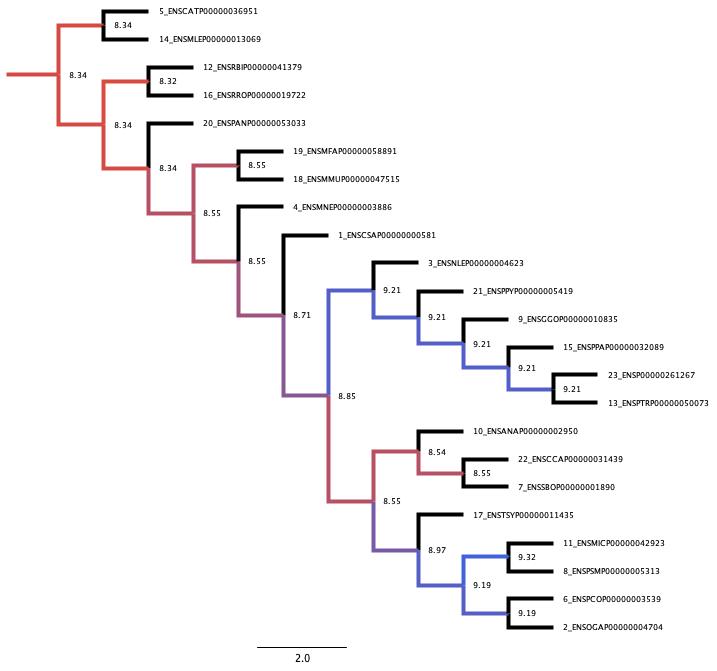 5_ENSCATP00000036951
8.34
14_ENSMLEP00000013069
8.34
12_ENSRBIP00000041379
8.32
16_ENSRROP00000019722
8.34
20_ENSPANP00000053033
8.34
19_ENSMFAP00000058891
8.55
18_ENSMMUP00000047515
8.55
4_ENSMNEP00000003886
8.55
1_ENSCSAP00000000581
8.71
3_ENSNLEP00000004623
9.21
21_ENSPPYP00000005419
9.21
9_ENSGGOP00000010835
9.21
15_ENSPPAP00000032089
9.21
23_ENSP00000261267
9.21
13_ENSPTRP00000050073
8.85
10_ENSANAP00000002950
8.54
22_ENSCCAP00000031439
8.55
7_ENSSBOP00000001890
8.55
17_ENSTSYP00000011435
8.97
11_ENSMICP00000042923
9.32
8_ENSPSMP00000005313
9.19
6_ENSPCOP00000003539
9.19
2_ENSOGAP00000004704
2.0